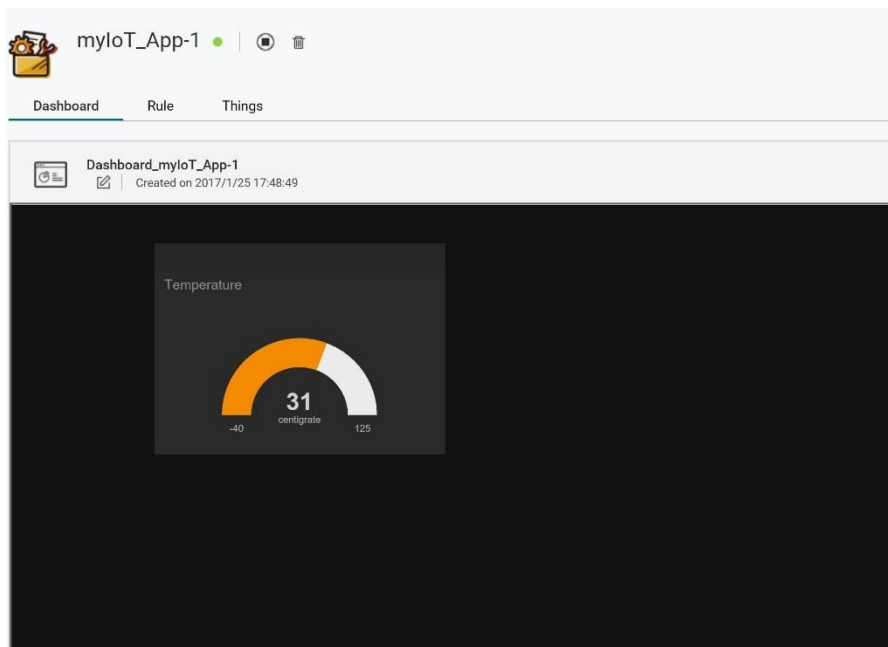 myIoT_App-1
Dashboard Rule Things
Dashboard_myIoT_App-1
Created on 2017/1/25 17:48:49
Temperature
31
centigrate
-40 125